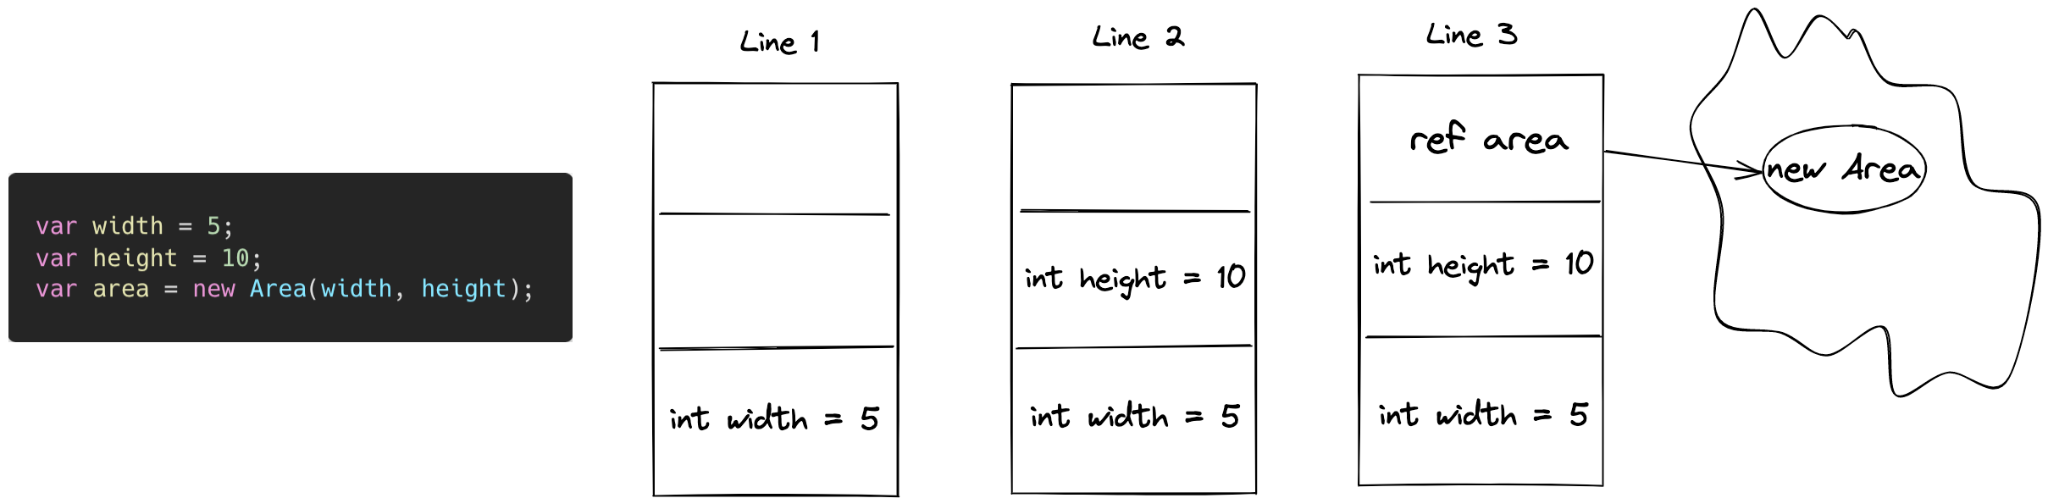 var width = 5;
var height = 10;
var area = new Area(width, height);
Line 1
int width = 5
Line 2
int height = 10
int width = 5
Line 3
ref area
int height = 10
int width = 5
new Area